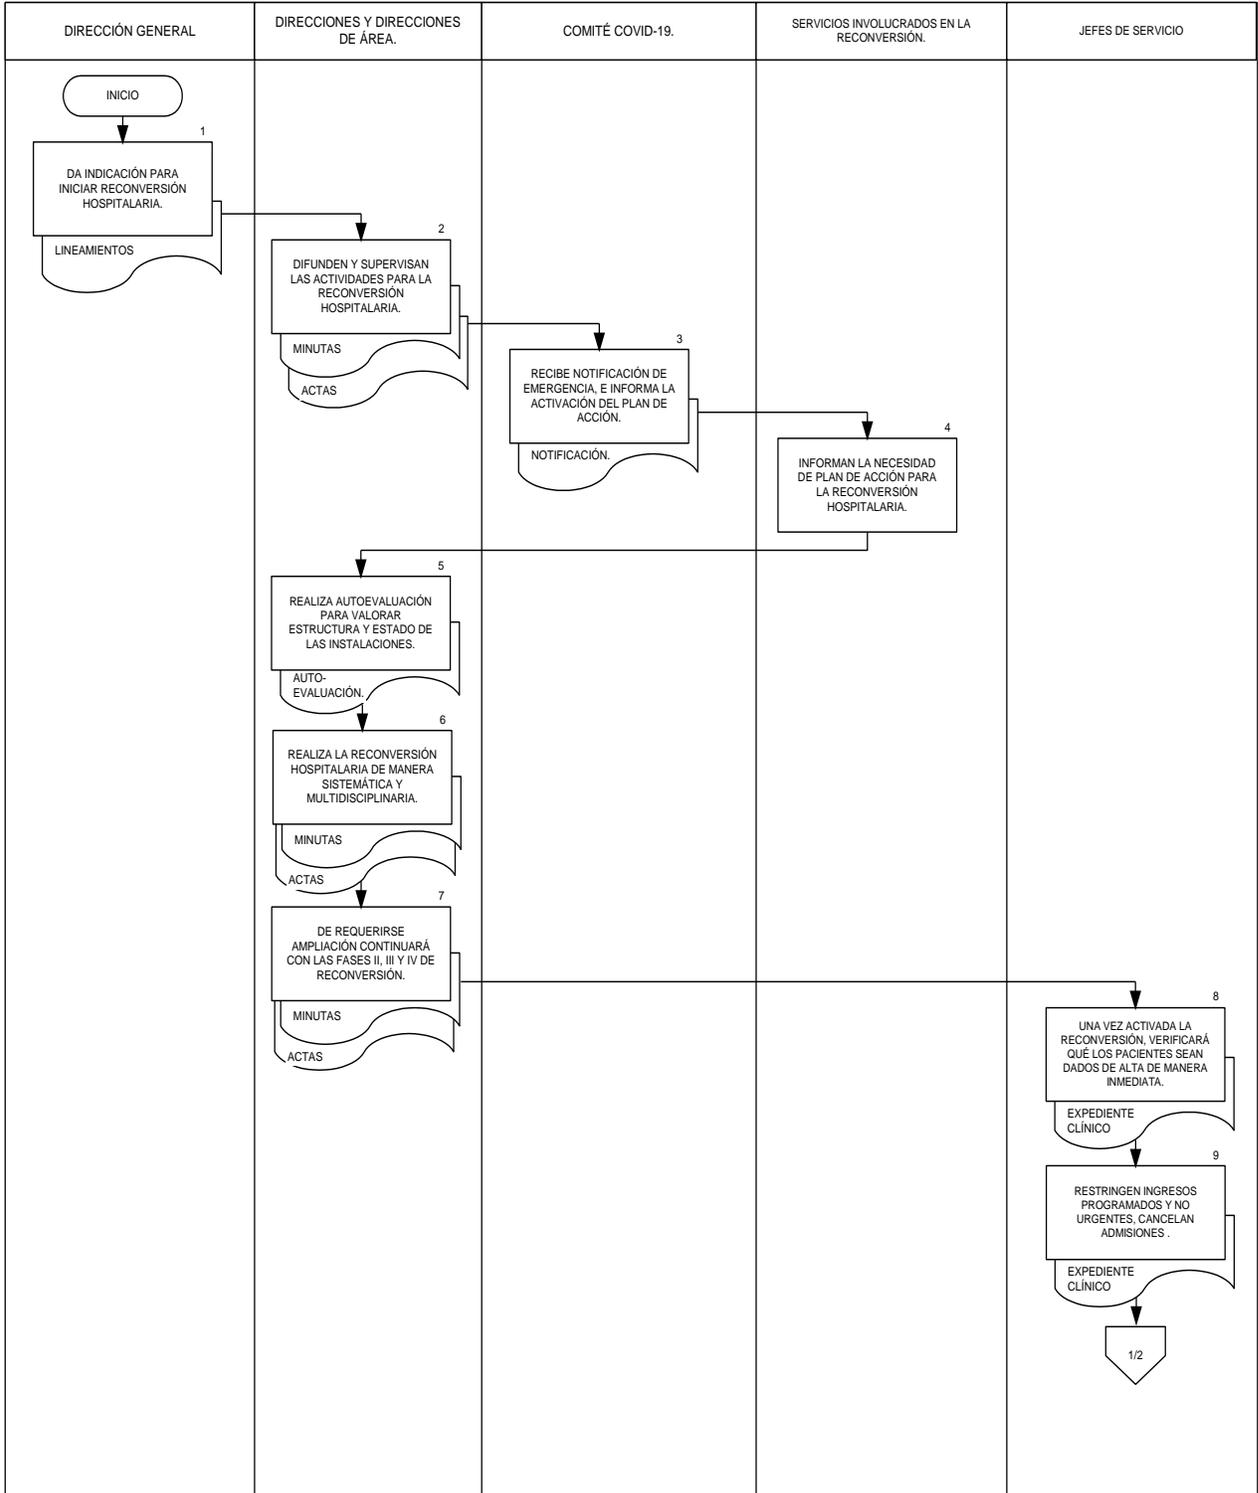 DIRECCIÓN GENERAL
DIRECCIONES Y DIRECCIONES
DE ÁREA.
COMITÉ COVID-19.
SERVICIOS INVOLUCRADOS EN LA
RECONVERSIÓN.
JEFES DE SERVICIO
INICIO
1
DA INDICACIÓN PARA
INICIAR RECONVERSIÓN
HOSPITALARIA.
LINEAMIENTOS
2
DIFUNDEN Y SUPERVISAN
LAS ACTIVIDADES PARA LA
RECONVERSIÓN
HOSPITALARIA.
MINUTAS
ACTAS
3
RECIBE NOTIFICACIÓN DE
EMERGENCIA, E INFORMA LA
ACTIVACIÓN DEL PLAN DE
ACCIÓN.
NOTIFICACIÓN.
4
INFORMAN LA NECESIDAD
DE PLAN DE ACCIÓN PARA
LA RECONVERSIÓN
HOSPITALARIA.
5
REALIZA AUTOEVALUACIÓN
PARA VALORAR
ESTRUCTURA Y ESTADO DE
LAS INSTALACIONES.
AUTO-
EVALUACIÓN.
6
REALIZA LA RECONVERSIÓN
HOSPITALARIA DE MANERA
SISTEMÁTICA Y
MULTIDISCIPLINARIA.
MINUTAS
ACTAS
7
DE REQUERIRSE
AMPLIACIÓN CONTINUARÁ
CON LAS FASES II, III Y IV DE
RECONVERSIÓN.
MINUTAS
ACTAS
8
UNA VEZ ACTIVADA LA
RECONVERSIÓN, VERIFICARÁ
QUÉ LOS PACIENTES SEAN
DADOS DE ALTA DE MANERA
INMEDIATA.
EXPEDIENTE
CLÍNICO
9
RESTRINGEN INGRESOS
PROGRAMADOS Y NO
URGENTES, CANCELAN
ADMISIONES .
EXPEDIENTE
CLÍNICO
1/2